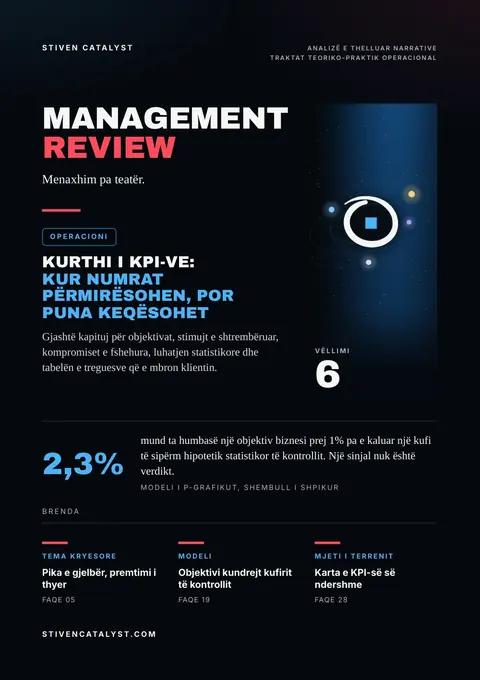 STIVEN CATALYST
ANALIZË E THELLUAR NARRATIVE
TRAKTAT TEORIKO-PRAKTIK OPERACIONAL
MANAGEMENT
REVIEW
Menaxhim pa teatër.
OPERACIONI
KURTHI I KPI-VE:
KUR NUMRAT
PËRMIRËSOHEN, POR
PUNA KEQËSOHET
Gjashtë kapituj për objektivat, stimujt e shtrembëruar,
kompromiset e fshehura, luhatjen statistikore dhe
tabelën e treguesve që e mbron klientin.
VËLLIMI
6
2,3%
mund ta humbasë një objektiv biznesi prej 1% pa e kaluar një kufi
të sipërm hipotetik statistikor të kontrollit. Një sinjal nuk është
verdikt.
MODELI I P-GRAFIKUT, SHEMBULL I SHPIKUR
BRENDA
TEMA KRYESORE
Pika e gjelbër, premtimi i
thyer
FAQE 05
MODELI
Objektivi kundrejt kufirit
të kontrollit
FAQE 19
MJETI I TERRENIT
Karta e KPI-së së
ndershme
FAQE 28
STIVENCATALYST.COM